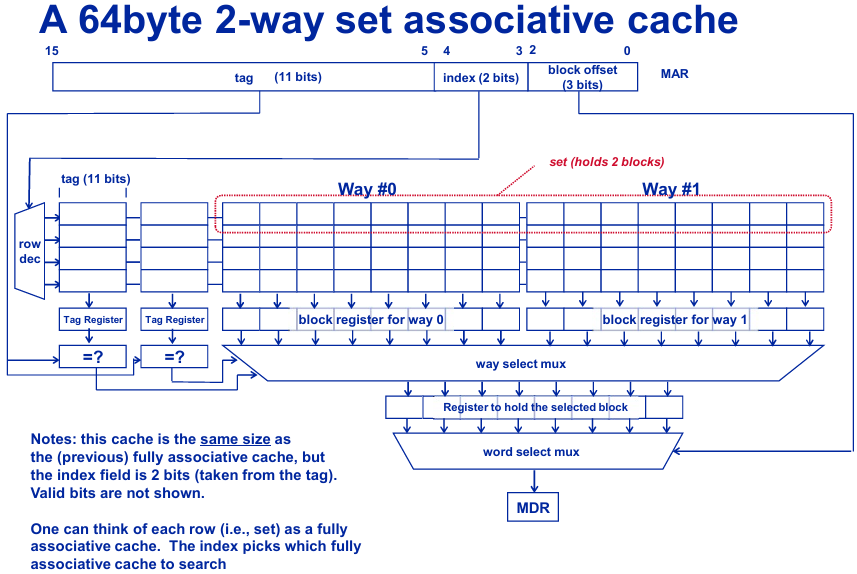 A 64byte 2-way set associative cache
15 5 4 3 2 0
tag (11 bits) index (2 bits) block offset (3 bits) MAR
set (holds 2 blocks)
tag (11 bits) Way #0 Way #1
row
dec
Tag Register Tag Register block register for way 0 block register for way 1
=? =? way select mux
Register to hold the selected block
word select mux
MDR
Notes: this cache is the same size as
the (previous) fully associative cache, but
the index field is 2 bits (taken from the tag).
Valid bits are not shown.
One can think of each row (i.e., set) as a fully
associative cache. The index picks which fully
associative cache to search